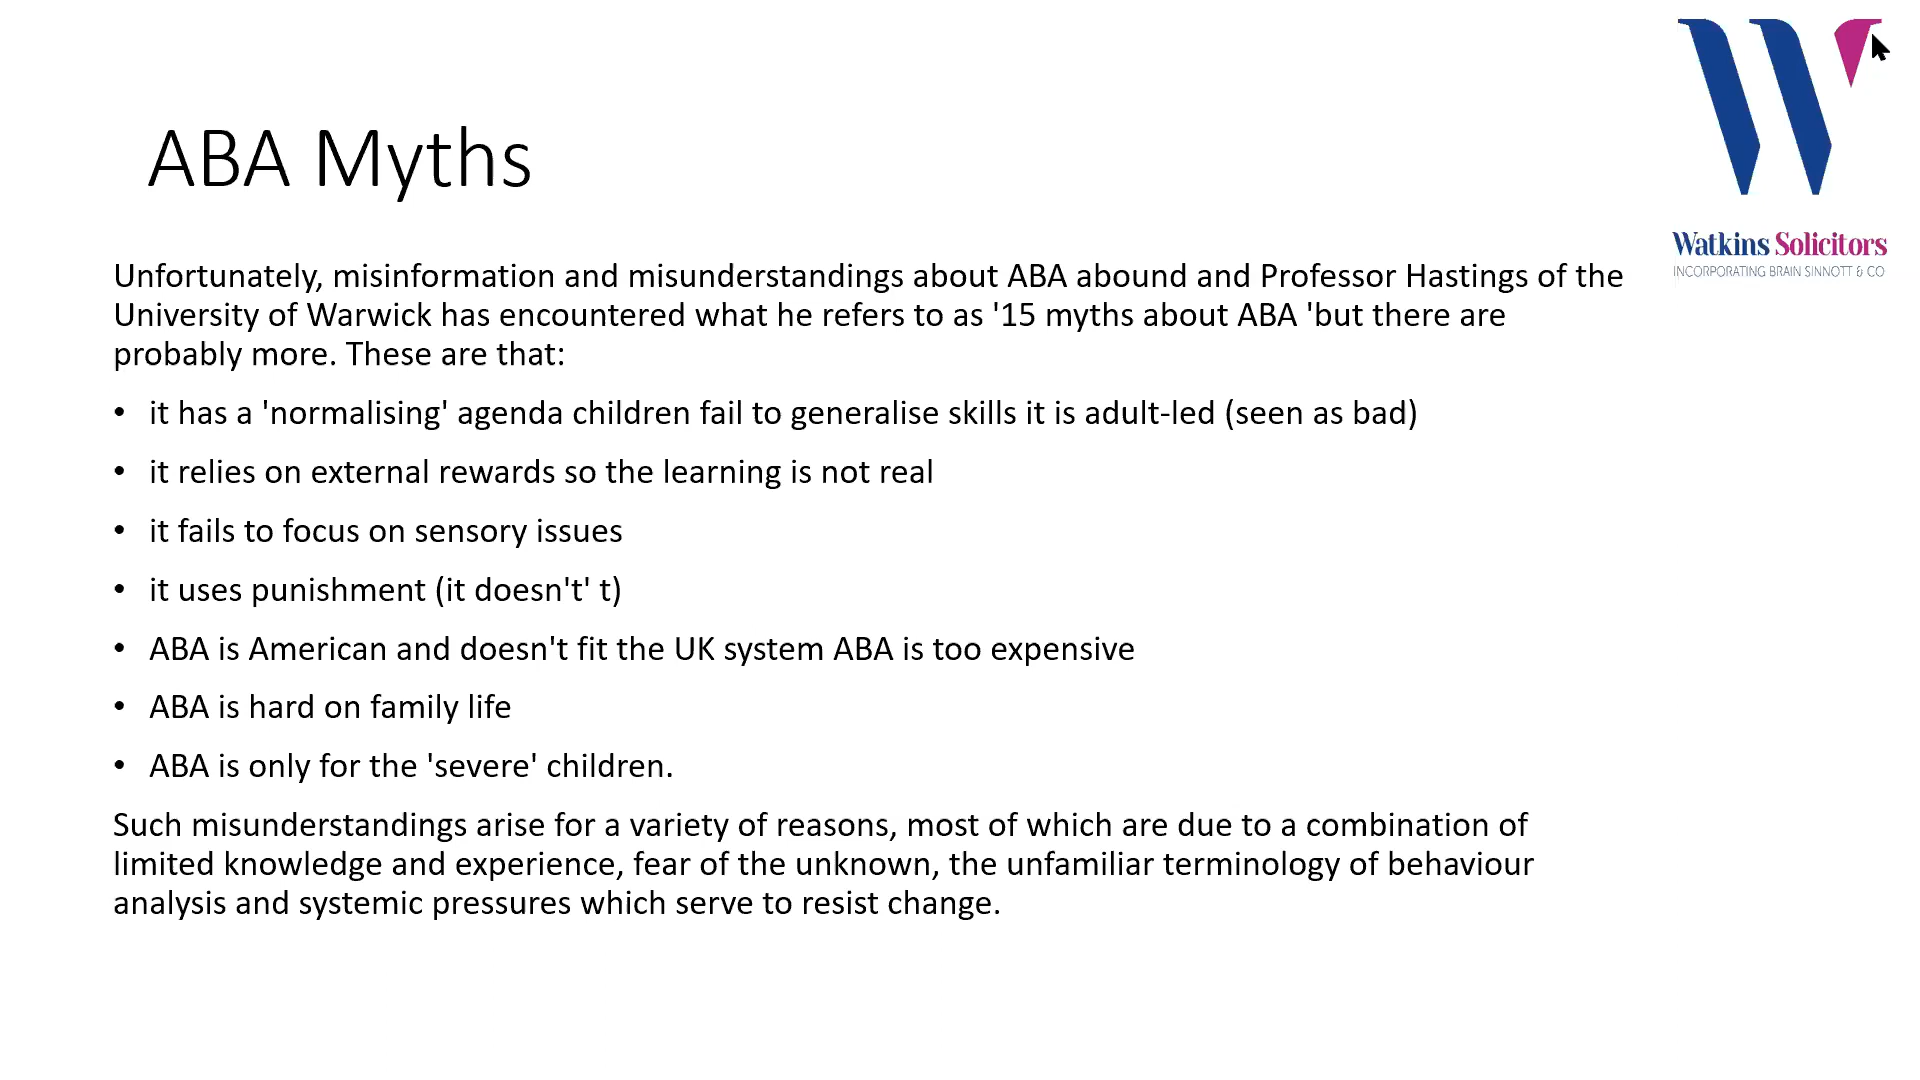 ABA Myths
Watkins Solicitors
INCORPORATING BRAIN SINNOTT & CO
Unfortunately, misinformation and misunderstandings about ABA abound and Professor Hastings of the
University of Warwick has encountered what he refers to as '15 myths about ABA 'but there are
probably more. These are that:
• it has a 'normalising' agenda children fail to generalise skills it is adult-led (seen as bad)
• it relies on external rewards so the learning is not real
• it fails to focus on sensory issues
• it uses punishment (it doesn't' t)
• ABA is American and doesn't fit the UK system ABA is too expensive
• ABA is hard on family life
• ABA is only for the 'severe' children.
Such misunderstandings arise for a variety of reasons, most of which are due to a combination of
limited knowledge and experience, fear of the unknown, the unfamiliar terminology of behaviour
analysis and systemic pressures which serve to resist change.